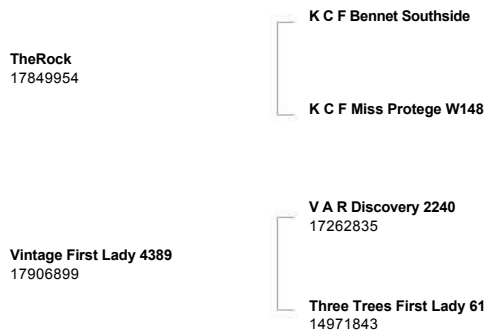 K C F Bennet Southside
TheRock
17849954
K C F Miss Protege W148
V A R Discovery 2240
17262835
Vintage First Lady 4389
17906899
Three Trees First Lady 61
14971843